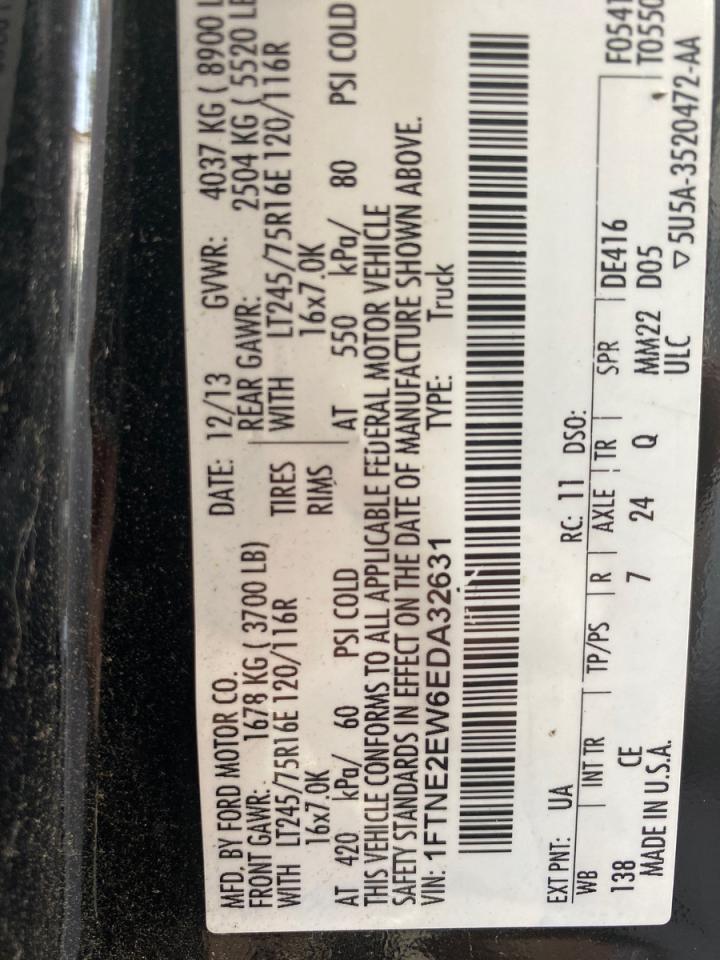 MFD. BY FORD MOTOR CO. DATE: 12/13 GVWR: 4037 KG ( 8900 L
FRONT GAWR: 1678 KG ( 3700 LB) REAR GAWR: 2504 KG ( 5520 LB
WITH LT245/75R16E 120/116R TIRES WITH LT245/75R16E 120/116R
16x7.0K RIMS 16x7.0K
AT 420 kPa/ 60 PSI COLD AT 550 kPa/ 80 PSI COLD
THIS VEHICLE CONFORMS TO ALL APPLICABLE FEDERAL MOTOR VEHICLE
SAFETY STANDARDS IN EFFECT ON THE DATE OF MANUFACTURE SHOWN ABOVE.
VIN: 1FTNE2EW6EDA32631 TYPE: Truck
F0541
T0550
EXT PNT: UA RC: 11 DSO:
WB INT TR TP/PS R AXLE TR SPR DE416
138 CE 7 24 Q MM22 D05
MADE IN U.S.A. ULC ▽ 5U5A-3520472-AA